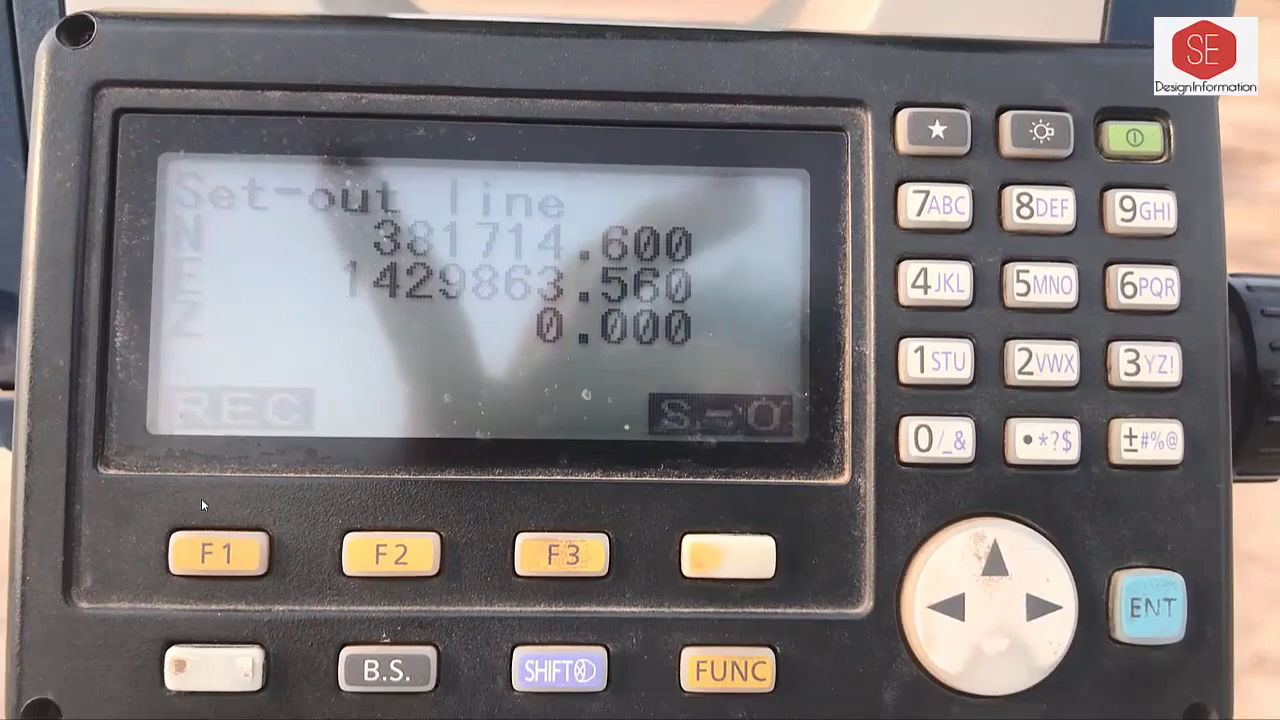 SE
DesignInformation
Set-out line
N 381714.600
E 1429863.560
Z 0.000
REC S-O
7ABC 8DEF 9GHI
4JKL 5MNO 6PQR
1STU 2VWX 3YZ!
0/_& •*?$ ±#%@
F1 F2 F3
ENT
B.S. SHIFT FUNC